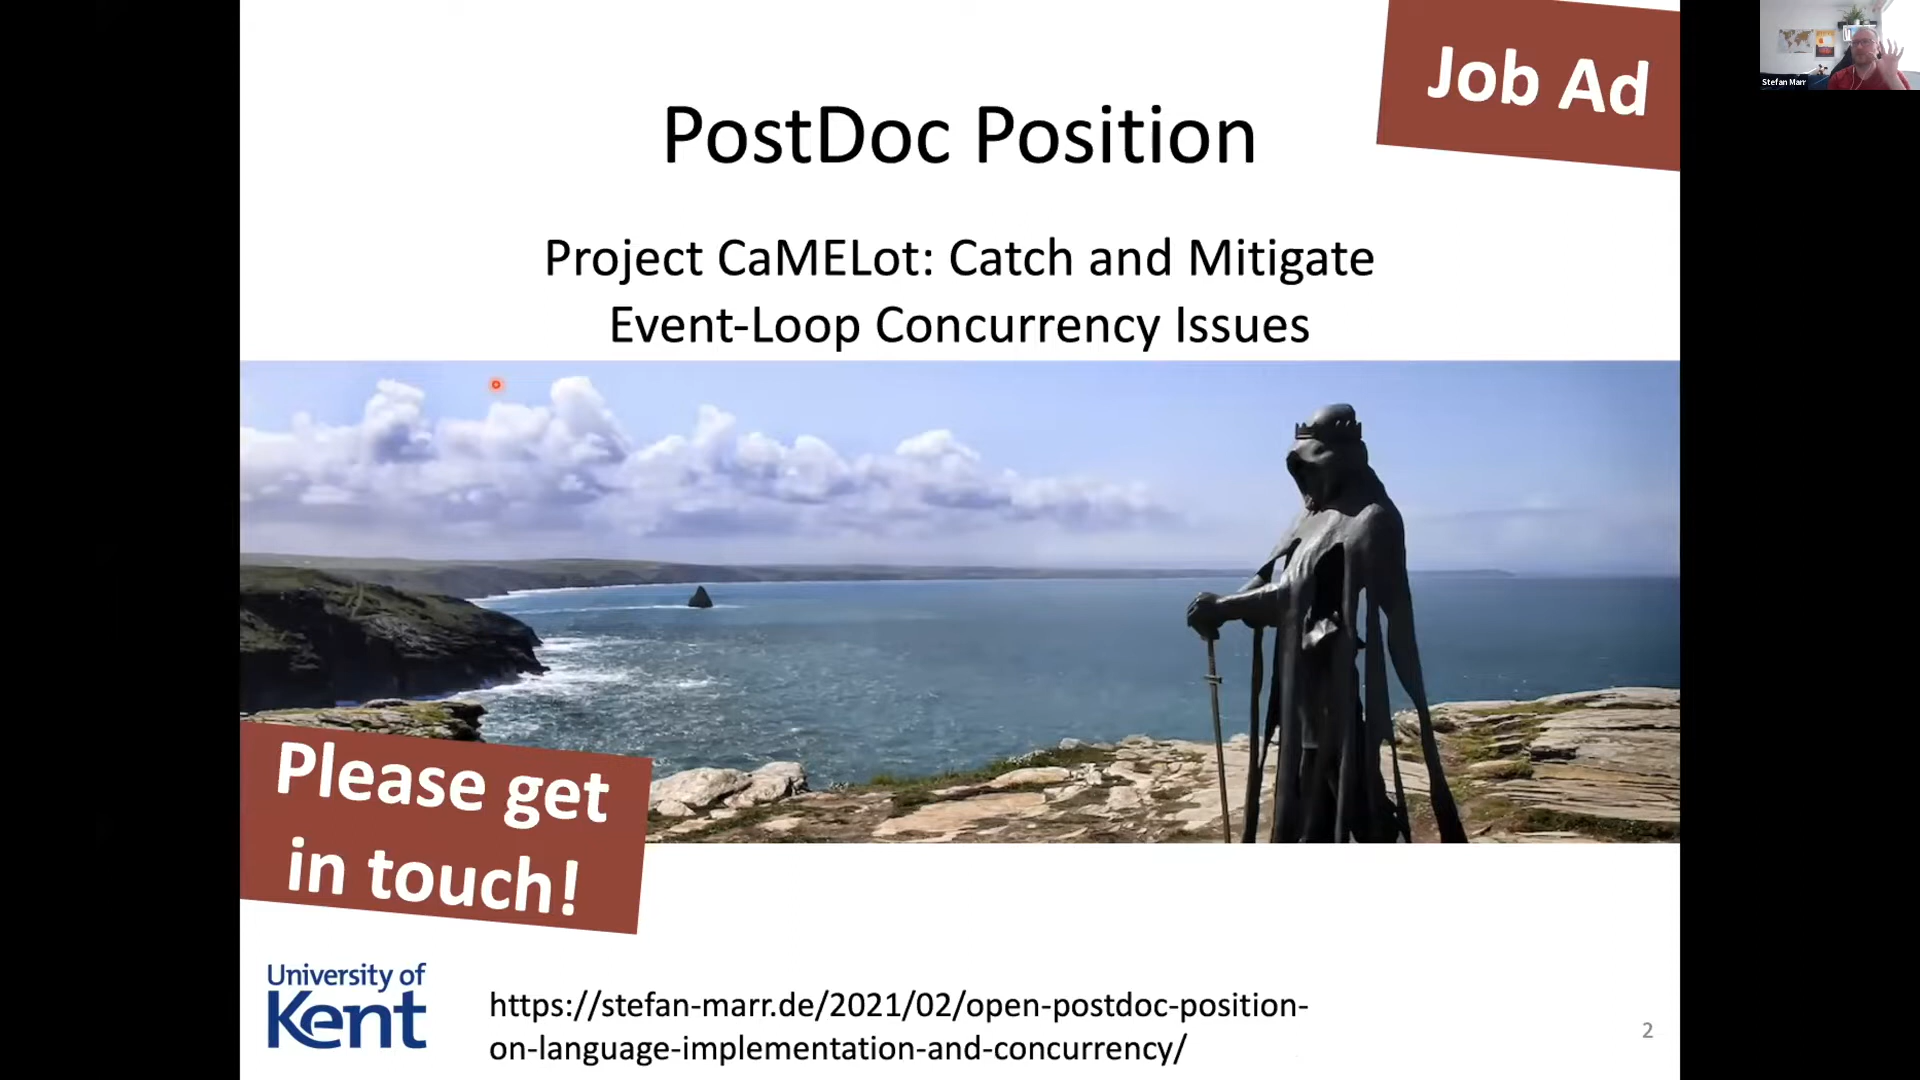 Job Ad
Stefan Marr
PostDoc Position
Project CaMELot: Catch and Mitigate
Event-Loop Concurrency Issues
Please get
in touch!
University of
Kent
https://stefan-marr.de/2021/02/open-postdoc-position-
on-language-implementation-and-concurrency/
2